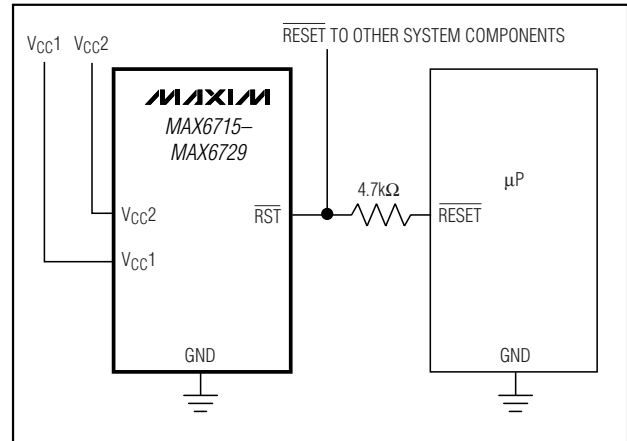 VCC1 VCC2
RESET TO OTHER SYSTEM COMPONENTS
MAXIM
MAX6715–
MAX6729
µP
4.7kΩ
VCC2 RST RESET
VCC1
GND GND